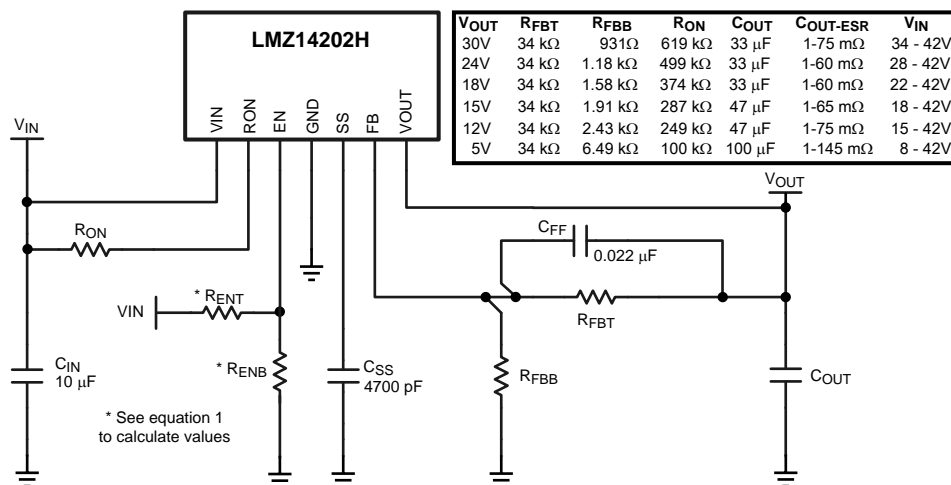 LMZ14202H
VIN RON EN GND SS FB VOUT
VOUT RFBT RFBB RON COUT COUT-ESR VIN
30V 34 kΩ 931Ω 619 kΩ 33 μF 1-75 mΩ 34 - 42V
24V 34 kΩ 1.18 kΩ 499 kΩ 33 μF 1-60 mΩ 28 - 42V
18V 34 kΩ 1.58 kΩ 374 kΩ 33 μF 1-60 mΩ 22 - 42V
15V 34 kΩ 1.91 kΩ 287 kΩ 47 μF 1-65 mΩ 18 - 42V
12V 34 kΩ 2.43 kΩ 249 kΩ 47 μF 1-75 mΩ 15 - 42V
5V 34 kΩ 6.49 kΩ 100 kΩ 100 μF 1-145 mΩ 8 - 42V
VIN
VOUT
RON
CFF
0.022 μF
VIN
* RENT
RFBT
CIN
10 μF
* RENB
CSS
4700 pF
RFBB
COUT
* See equation 1
to calculate values